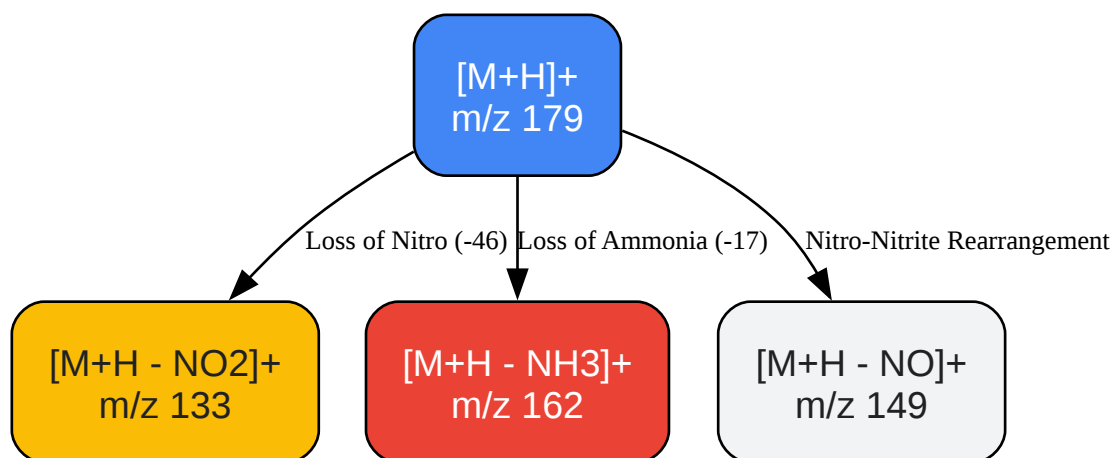 [M+H]+
m/z 179
Loss of Nitro (-46)
Loss of Ammonia (-17)
Nitro-Nitrite Rearrangement
[M+H - NO2]+
m/z 133
[M+H - NH3]+
m/z 162
[M+H - NO]+
m/z 149